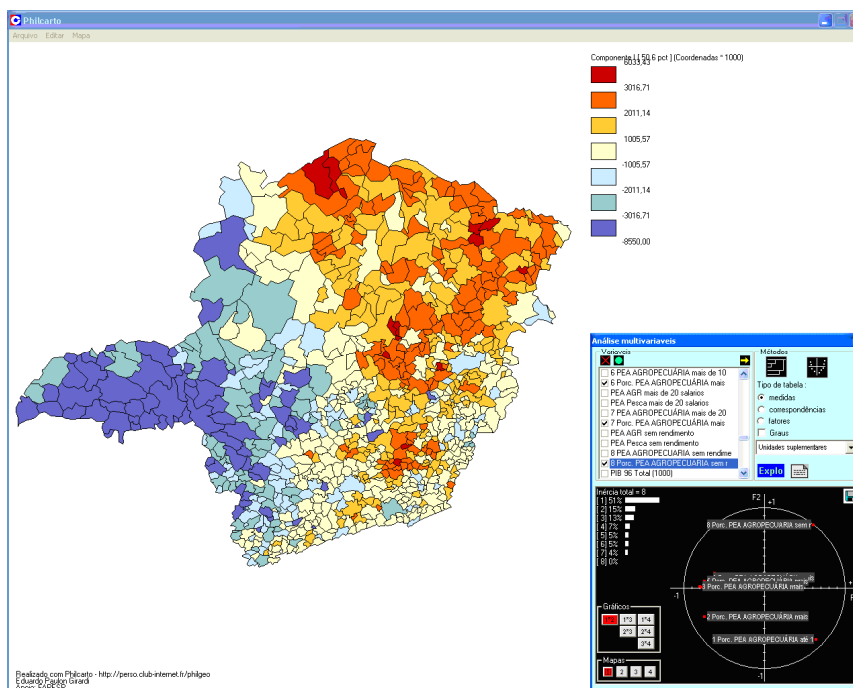 Philcarto
Arquivo Editar Mapa
Componente I [ 50,6 pct ] (Coordenadas * 1000)
6033,43
3016,71
2011,14
1005,57
-1005,57
-2011,14
-3016,71
-8550,00
Análise multivariaveis
Variaveis
6 PEA AGROPECUÁRIA mais de 10
6 Porc. PEA AGROPECUÁRIA mais
PEA AGR mais de 20 salarios
PEA Pesca mais de 20 salarios
7 PEA AGROPECUÁRIA mais de 20
7 Porc. PEA AGROPECUÁRIA mais
PEA AGR sem rendimento
PEA Pesca sem rendimento
8 PEA AGROPECUÁRIA sem rendime
8 Porc. PEA AGROPECUÁRIA sem r
PIB 96 Total (1000)
Métodos
Tipo de tabela :
medidas
correspondências
fatores
Graus
Unidades suplementares
Explo
Inércia total = 8
[ 1] 51%
[ 2] 15%
[ 3] 13%
[ 4] 7%
[ 5] 5%
[ 6] 5%
[ 7] 4%
[ 8] 0%
F2
+1
8 Porc. PEA AGROPECUÁRIA sem r
-1
Porc. PEA AGROPECUÁRIA mais
2 Porc. PEA AGROPECUÁRIA mais
1 Porc. PEA AGROPECUÁRIA até 1
-1
Gráficos
1*2 1*3 1*4
2*3 2*4
3*4
Mapas
2 3 4
Realizado com Philcarto - http://perso.club-internet.fr/philgeo
Eduardo Paulon Girardi
Apoio: FAPESP